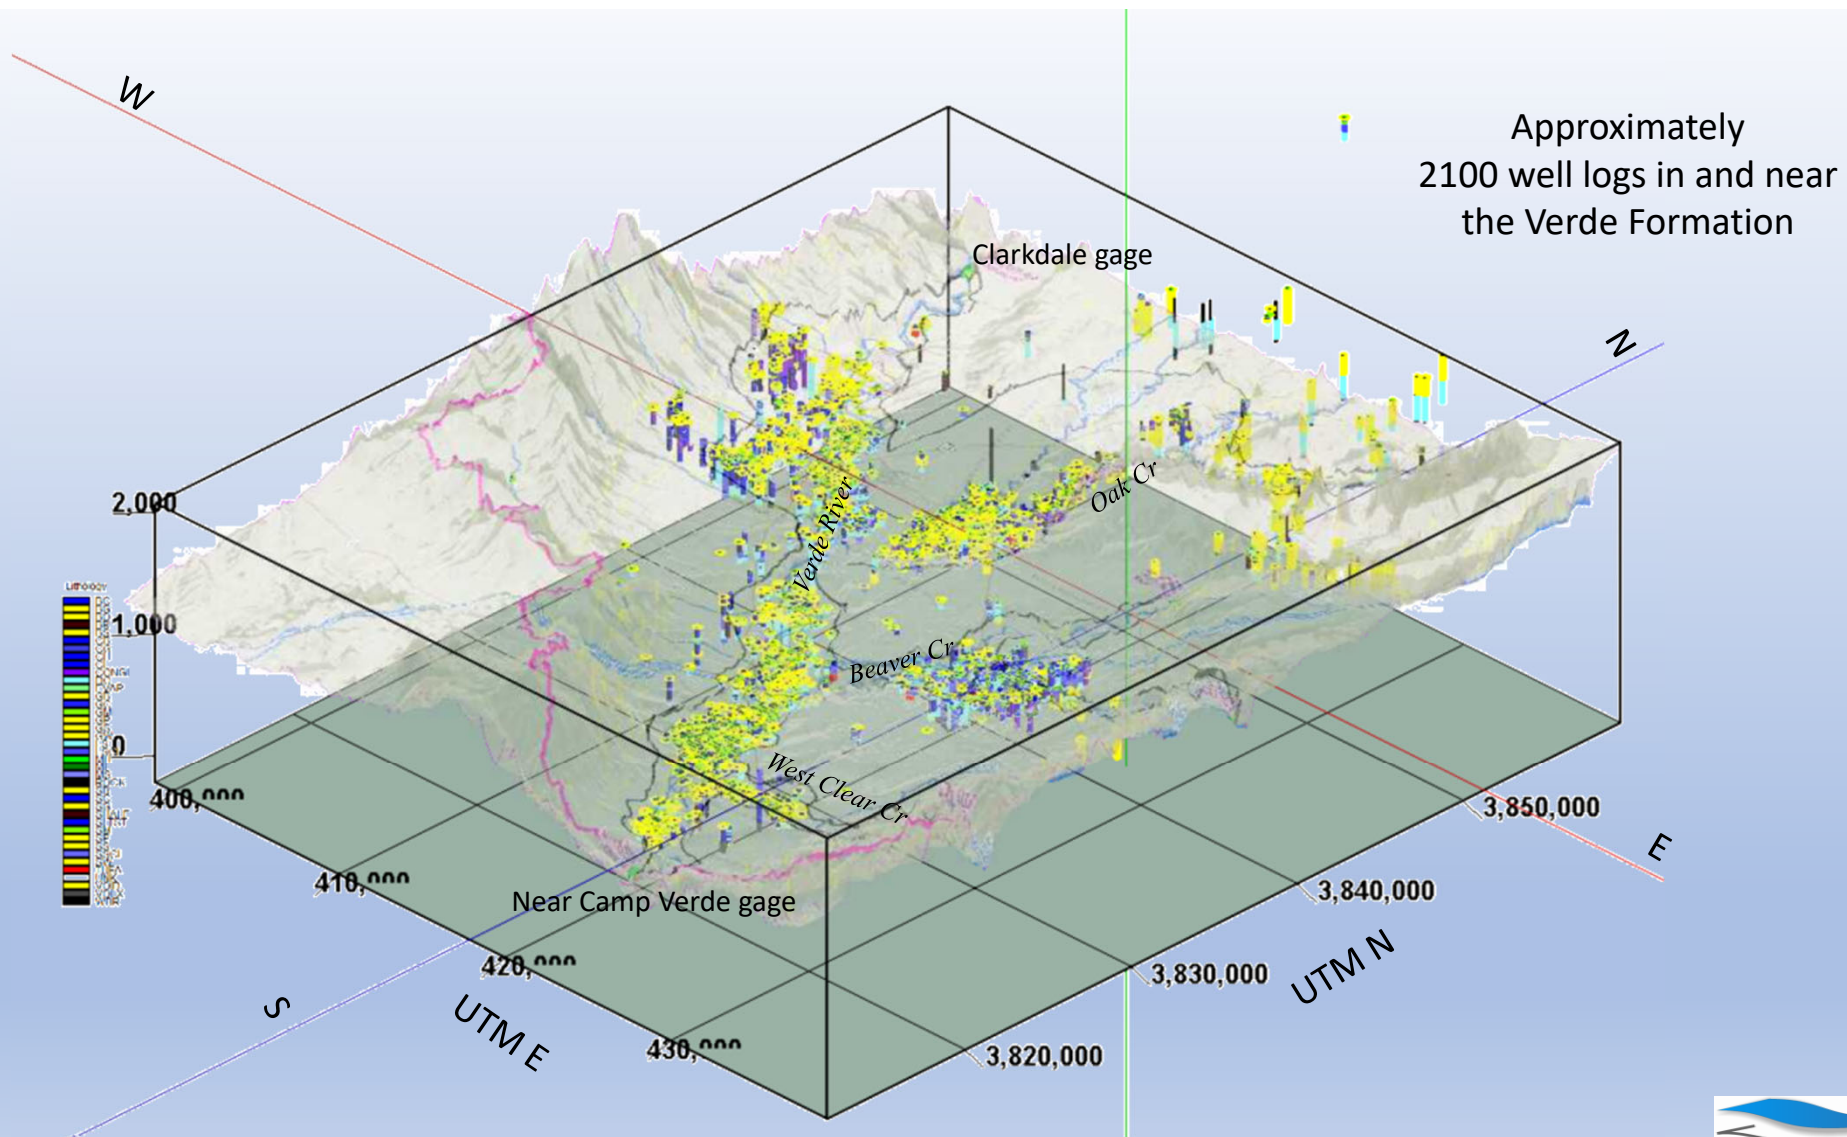 W
Approximately
2100 well logs in and near
the Verde Formation
Clarkdale gage
N
2,000
Oak Cr
Verde River
Lithology
1,000
Beaver Cr
0
West Clear Cr
400,000
3,850,000
E
410,000
3,840,000
Near Camp Verde gage
420,000
3,830,000
UTM N
S
UTM E
430,000
3,820,000